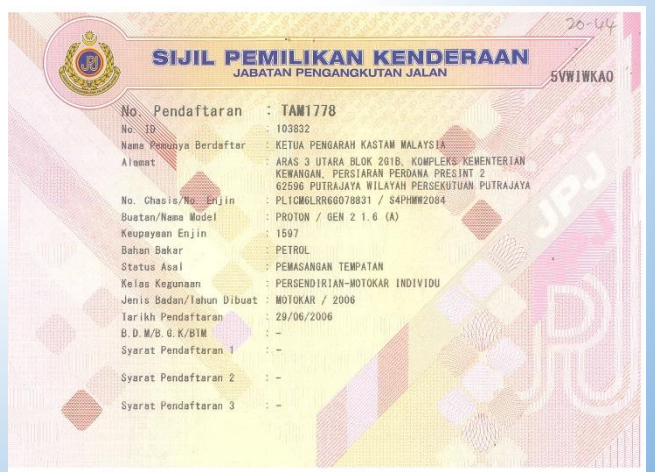 20-44
SIJIL PEMILIKAN KENDERAAN
JABATAN PENGANGKUTAN JALAN
5VWIWKAO
No. Pendaftaran : TAM1778
No. ID : 103832
Nama Pemunya Berdaftar : KETUA PENGARAH KASTAM MALAYSIA
Alamat : ARAS 3 UTARA BLOK 2G1B, KOMPLEKS KEMENTERIAN
KEWANGAN, PERSIARAN PERDANA PRESINT 2
62596 PUTRAJAYA WILAYAH PERSEKUTUAN PUTRAJAYA
No. Chasis/No. Enjin : PL1CM6LRR6G078831 / S4PHMW2084
Buatan/Nama Model : PROTON / GEN 2 1.6 (A)
Keupayaan Enjin : 1597
Bahan Bakar : PETROL
Status Asal : PEMASANGAN TEMPATAN
Kelas Kegunaan : PERSENDIRIAN-MOTOKAR INDIVIDU
Jenis Badan/Tahun Dibuat : MOTOKAR / 2006
Tarikh Pendaftaran : 29/06/2006
B.D.M/B.G.K/BTM : -
Syarat Pendaftaran 1 : -
Syarat Pendaftaran 2 : -
Syarat Pendaftaran 3 : -
JPJ